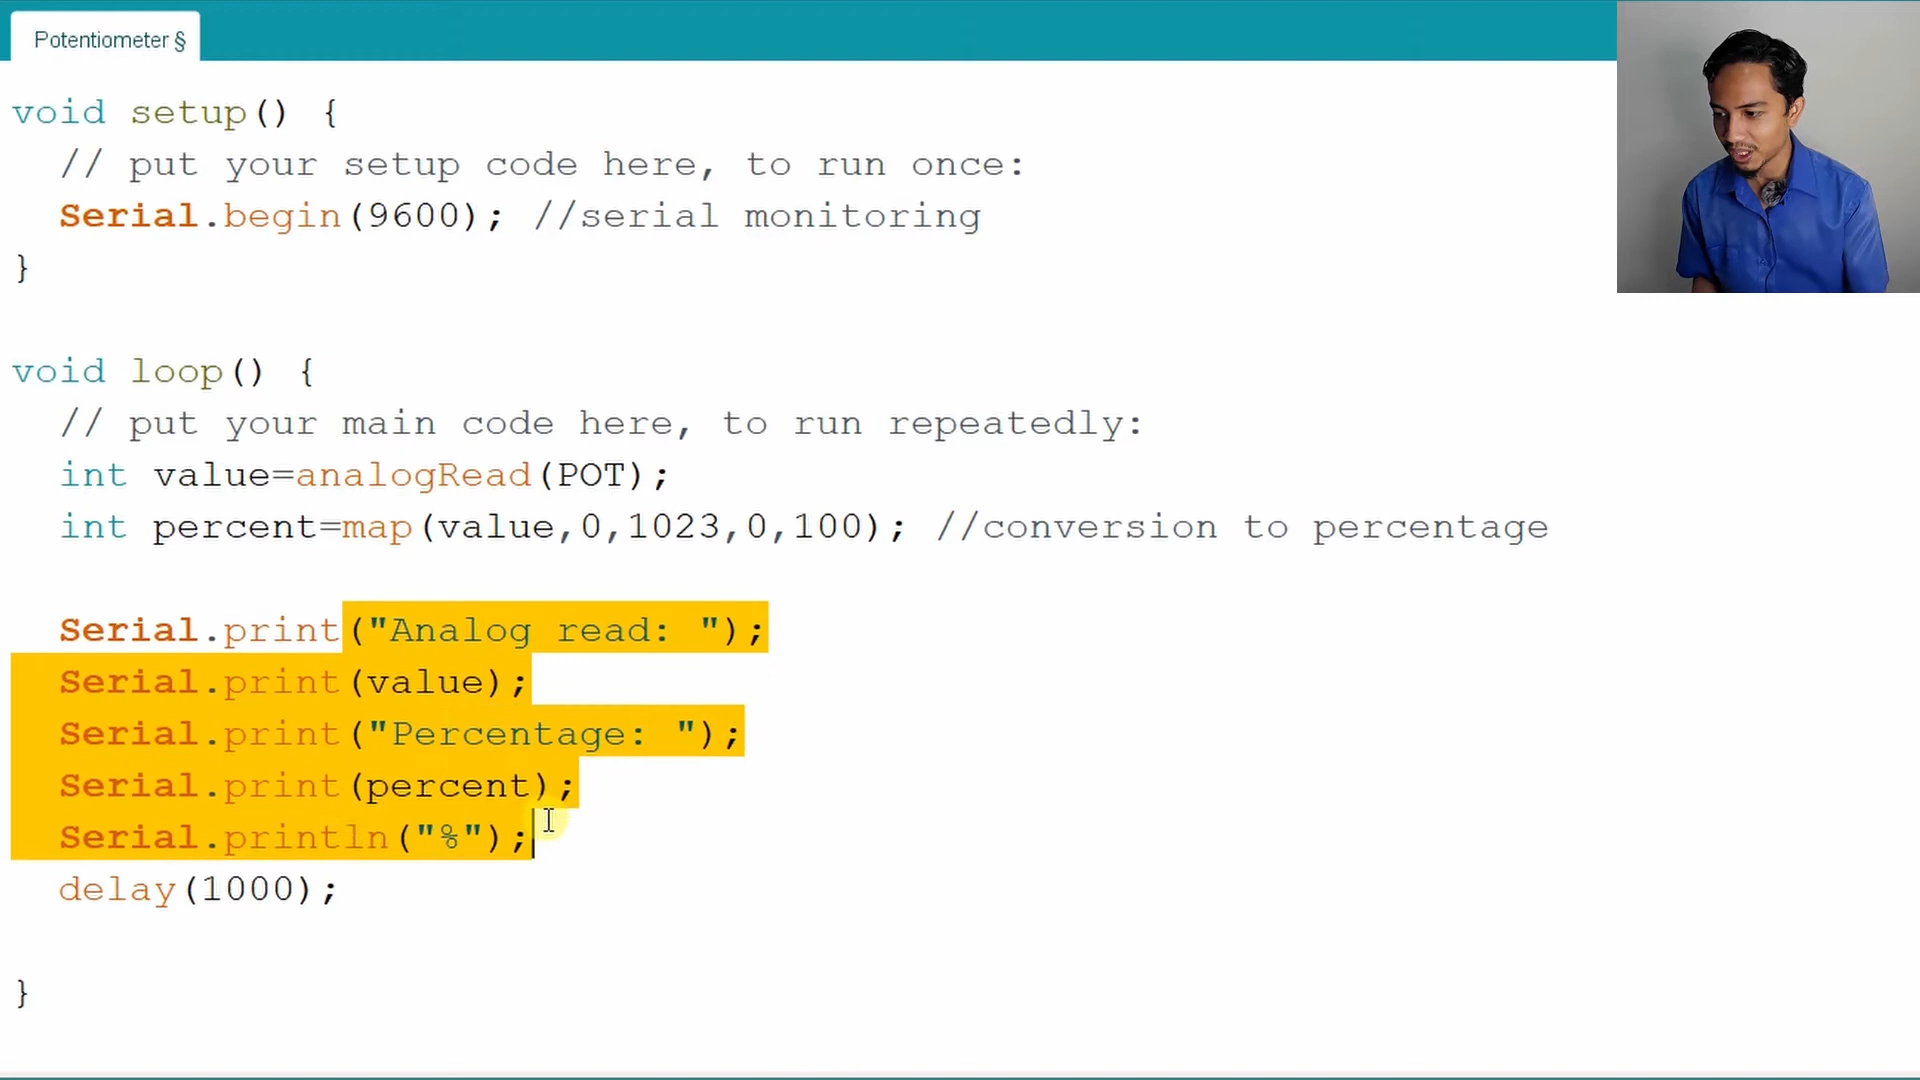 Potentiometer §
void setup() {
  // put your setup code here, to run once:
  Serial.begin(9600); //serial monitoring
}
void loop() {
  // put your main code here, to run repeatedly:
  int value=analogRead(POT);
  int percent=map(value,0,1023,0,100); //conversion to percentage
  Serial.print("Analog read: ");
  Serial.print(value);
  Serial.print("Percentage: ");
  Serial.print(percent);
  Serial.println("%");
  delay(1000);
}